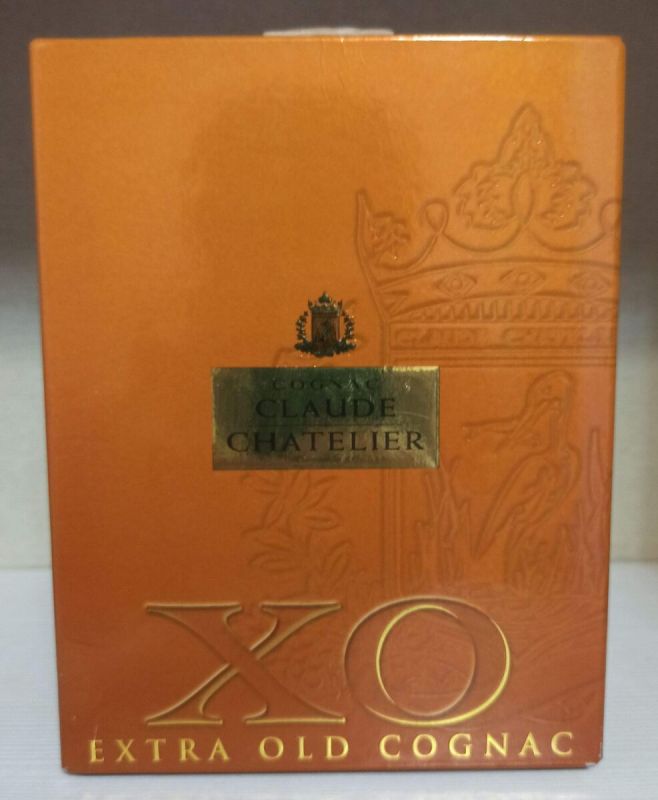 COGNAC
CLAUDE
CHATELIER
XO
EXTRA OLD COGNAC